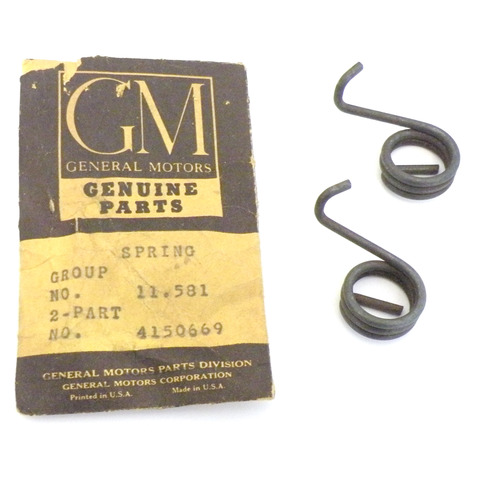 GM
GENERAL MOTORS
GENUINE
PARTS
SPRING
GROUP
NO. 11.581
2-PART
NO. 4150669
GENERAL MOTORS PARTS DIVISION
GENERAL MOTORS CORPORATION
Printed in U.S.A. Made in U.S.A.